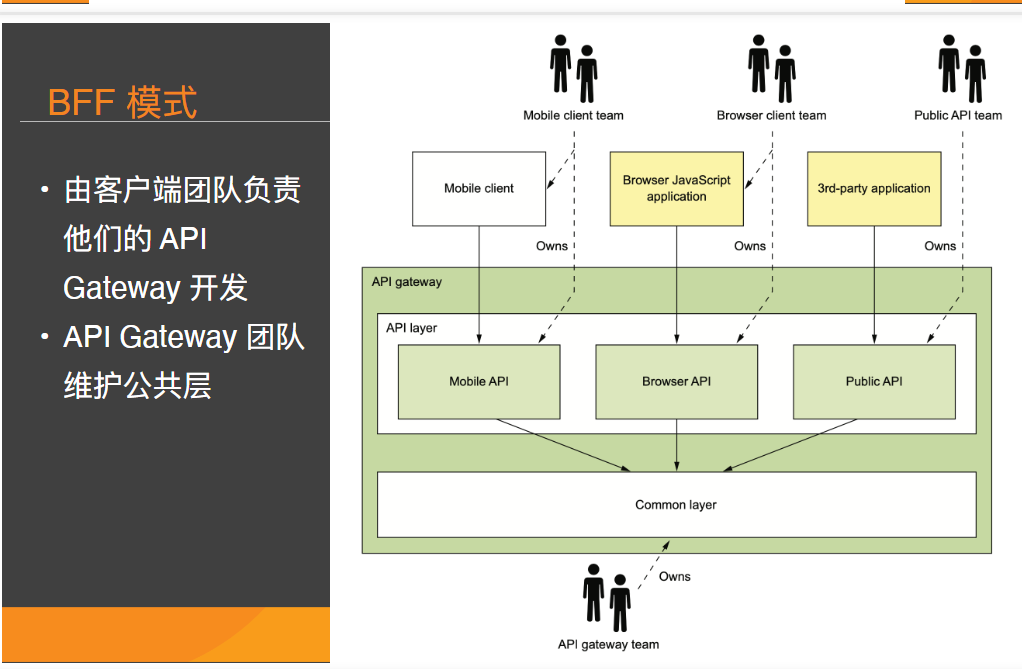 BFF 模式
• 由客户端团队负责
他们的 API
Gateway 开发
• API Gateway 团队
维护公共层
Mobile client team
Browser client team
Public API team
Mobile client
Browser JavaScript
application
3rd-party application
Owns
Owns
Owns
API gateway
API layer
Mobile API
Browser API
Public API
Common layer
Owns
API gateway team